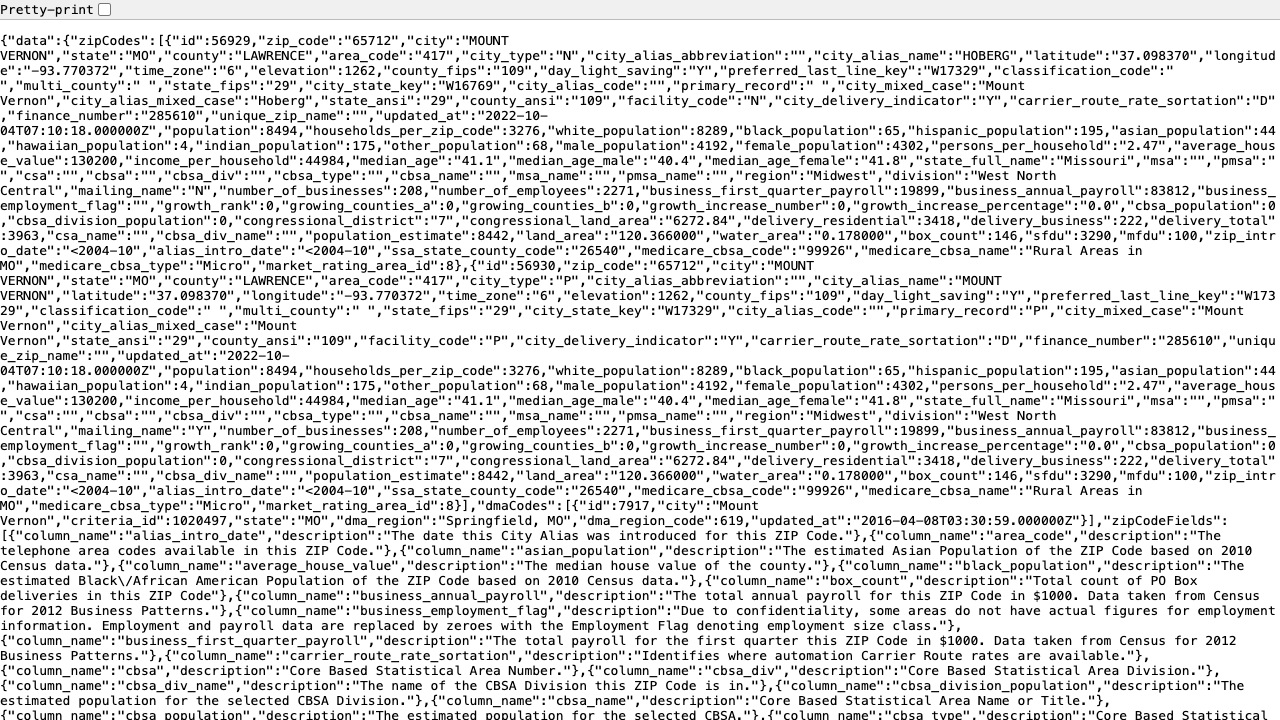 Pretty-print
{"data":{"zipCodes":[{"id":56929,"zip_code":"65712","city":"MOUNT
VERNON","state":"MO","county":"LAWRENCE","area_code":"417","city_type":"N","city_alias_abbreviation":"","city_alias_name":"HOBERG","latitude":"37.098370","longitud
e":"-93.770372","time_zone":"6","elevation":1262,"county_fips":"109","day_light_saving":"Y","preferred_last_line_key":"W17329","classification_code":"
","multi_county":" ","state_fips":"29","city_state_key":"W16769","city_alias_code":"","primary_record":" ","city_mixed_case":"Mount
Vernon","city_alias_mixed_case":"Hoberg","state_ansi":"29","county_ansi":"109","facility_code":"N","city_delivery_indicator":"Y","carrier_route_rate_sortation":"D"
,"finance_number":"285610","unique_zip_name":"","updated_at":"2022-10-
04T07:10:18.000000Z","population":8494,"households_per_zip_code":3276,"white_population":8289,"black_population":65,"hispanic_population":195,"asian_population":44
,"hawaiian_population":4,"indian_population":175,"other_population":68,"male_population":4192,"female_population":4302,"persons_per_household":"2.47","average_hous
e_value":130200,"income_per_household":44984,"median_age":"41.1","median_age_male":"40.4","median_age_female":"41.8","state_full_name":"Missouri","msa":"","pmsa":"
","csa":"","cbsa":"","cbsa_div":"","cbsa_type":"","cbsa_name":"","msa_name":"","pmsa_name":"","region":"Midwest","division":"West North
Central","mailing_name":"N","number_of_businesses":208,"number_of_employees":2271,"business_first_quarter_payroll":19899,"business_annual_payroll":83812,"business_
employment_flag":"","growth_rank":0,"growing_counties_a":0,"growing_counties_b":0,"growth_increase_number":0,"growth_increase_percentage":"0.0","cbsa_population":0
,"cbsa_division_population":0,"congressional_district":"7","congressional_land_area":"6272.84","delivery_residential":3418,"delivery_business":222,"delivery_total"
:3963,"csa_name":"","cbsa_div_name":"","population_estimate":8442,"land_area":"120.366000","water_area":"0.178000","box_count":146,"sfdu":3290,"mfdu":100,"zip_intr
o_date":"<2004-10","alias_intro_date":"<2004-10","ssa_state_county_code":"26540","medicare_cbsa_code":"99926","medicare_cbsa_name":"Rural Areas in
MO","medicare_cbsa_type":"Micro","market_rating_area_id":8},{"id":56930,"zip_code":"65712","city":"MOUNT
VERNON","state":"MO","county":"LAWRENCE","area_code":"417","city_type":"P","city_alias_abbreviation":"","city_alias_name":"MOUNT
VERNON","latitude":"37.098370","longitude":"-93.770372","time_zone":"6","elevation":1262,"county_fips":"109","day_light_saving":"Y","preferred_last_line_key":"W173
29","classification_code":" ","multi_county":" ","state_fips":"29","city_state_key":"W17329","city_alias_code":"","primary_record":"P","city_mixed_case":"Mount
Vernon","city_alias_mixed_case":"Mount
Vernon","state_ansi":"29","county_ansi":"109","facility_code":"P","city_delivery_indicator":"Y","carrier_route_rate_sortation":"D","finance_number":"285610","uniqu
e_zip_name":"","updated_at":"2022-10-
04T07:10:18.000000Z","population":8494,"households_per_zip_code":3276,"white_population":8289,"black_population":65,"hispanic_population":195,"asian_population":44
,"hawaiian_population":4,"indian_population":175,"other_population":68,"male_population":4192,"female_population":4302,"persons_per_household":"2.47","average_hous
e_value":130200,"income_per_household":44984,"median_age":"41.1","median_age_male":"40.4","median_age_female":"41.8","state_full_name":"Missouri","msa":"","pmsa":"
","csa":"","cbsa":"","cbsa_div":"","cbsa_type":"","cbsa_name":"","msa_name":"","pmsa_name":"","region":"Midwest","division":"West North
Central","mailing_name":"Y","number_of_businesses":208,"number_of_employees":2271,"business_first_quarter_payroll":19899,"business_annual_payroll":83812,"business_
employment_flag":"","growth_rank":0,"growing_counties_a":0,"growing_counties_b":0,"growth_increase_number":0,"growth_increase_percentage":"0.0","cbsa_population":0
,"cbsa_division_population":0,"congressional_district":"7","congressional_land_area":"6272.84","delivery_residential":3418,"delivery_business":222,"delivery_total"
:3963,"csa_name":"","cbsa_div_name":"","population_estimate":8442,"land_area":"120.366000","water_area":"0.178000","box_count":146,"sfdu":3290,"mfdu":100,"zip_intr
o_date":"<2004-10","alias_intro_date":"<2004-10","ssa_state_county_code":"26540","medicare_cbsa_code":"99926","medicare_cbsa_name":"Rural Areas in
MO","medicare_cbsa_type":"Micro","market_rating_area_id":8}],"dmaCodes":[{"id":7917,"city":"Mount
Vernon","criteria_id":1020497,"state":"MO","dma_region":"Springfield, MO","dma_region_code":619,"updated_at":"2016-04-08T03:30:59.000000Z"}],"zipCodeFields":
[{"column_name":"alias_intro_date","description":"The date this City Alias was introduced for this ZIP Code."},{"column_name":"area_code","description":"The
telephone area codes available in this ZIP Code."},{"column_name":"asian_population","description":"The estimated Asian Population of the ZIP Code based on 2010
Census data."},{"column_name":"average_house_value","description":"The median house value of the county."},{"column_name":"black_population","description":"The
estimated Black\/African American Population of the ZIP Code based on 2010 Census data."},{"column_name":"box_count","description":"Total count of PO Box
deliveries in this ZIP Code"},{"column_name":"business_annual_payroll","description":"The total annual payroll for this ZIP Code in $1000. Data taken from Census
for 2012 Business Patterns."},{"column_name":"business_employment_flag","description":"Due to confidentiality, some areas do not have actual figures for employment
information. Employment and payroll data are replaced by zeroes with the Employment Flag denoting employment size class."},
{"column_name":"business_first_quarter_payroll","description":"The total payroll for the first quarter this ZIP Code in $1000. Data taken from Census for 2012
Business Patterns."},{"column_name":"carrier_route_rate_sortation","description":"Identifies where automation Carrier Route rates are available."},
{"column_name":"cbsa","description":"Core Based Statistical Area Number."},{"column_name":"cbsa_div","description":"Core Based Statistical Area Division."},
{"column_name":"cbsa_div_name","description":"The name of the CBSA Division this ZIP Code is in."},{"column_name":"cbsa_division_population","description":"The
estimated population for the selected CBSA Division."},{"column_name":"cbsa_name","description":"Core Based Statistical Area Name or Title."},
{"column_name":"cbsa_population","description":"The estimated population for the selected CBSA."},{"column_name":"cbsa_type","description":"Core Based Statistical